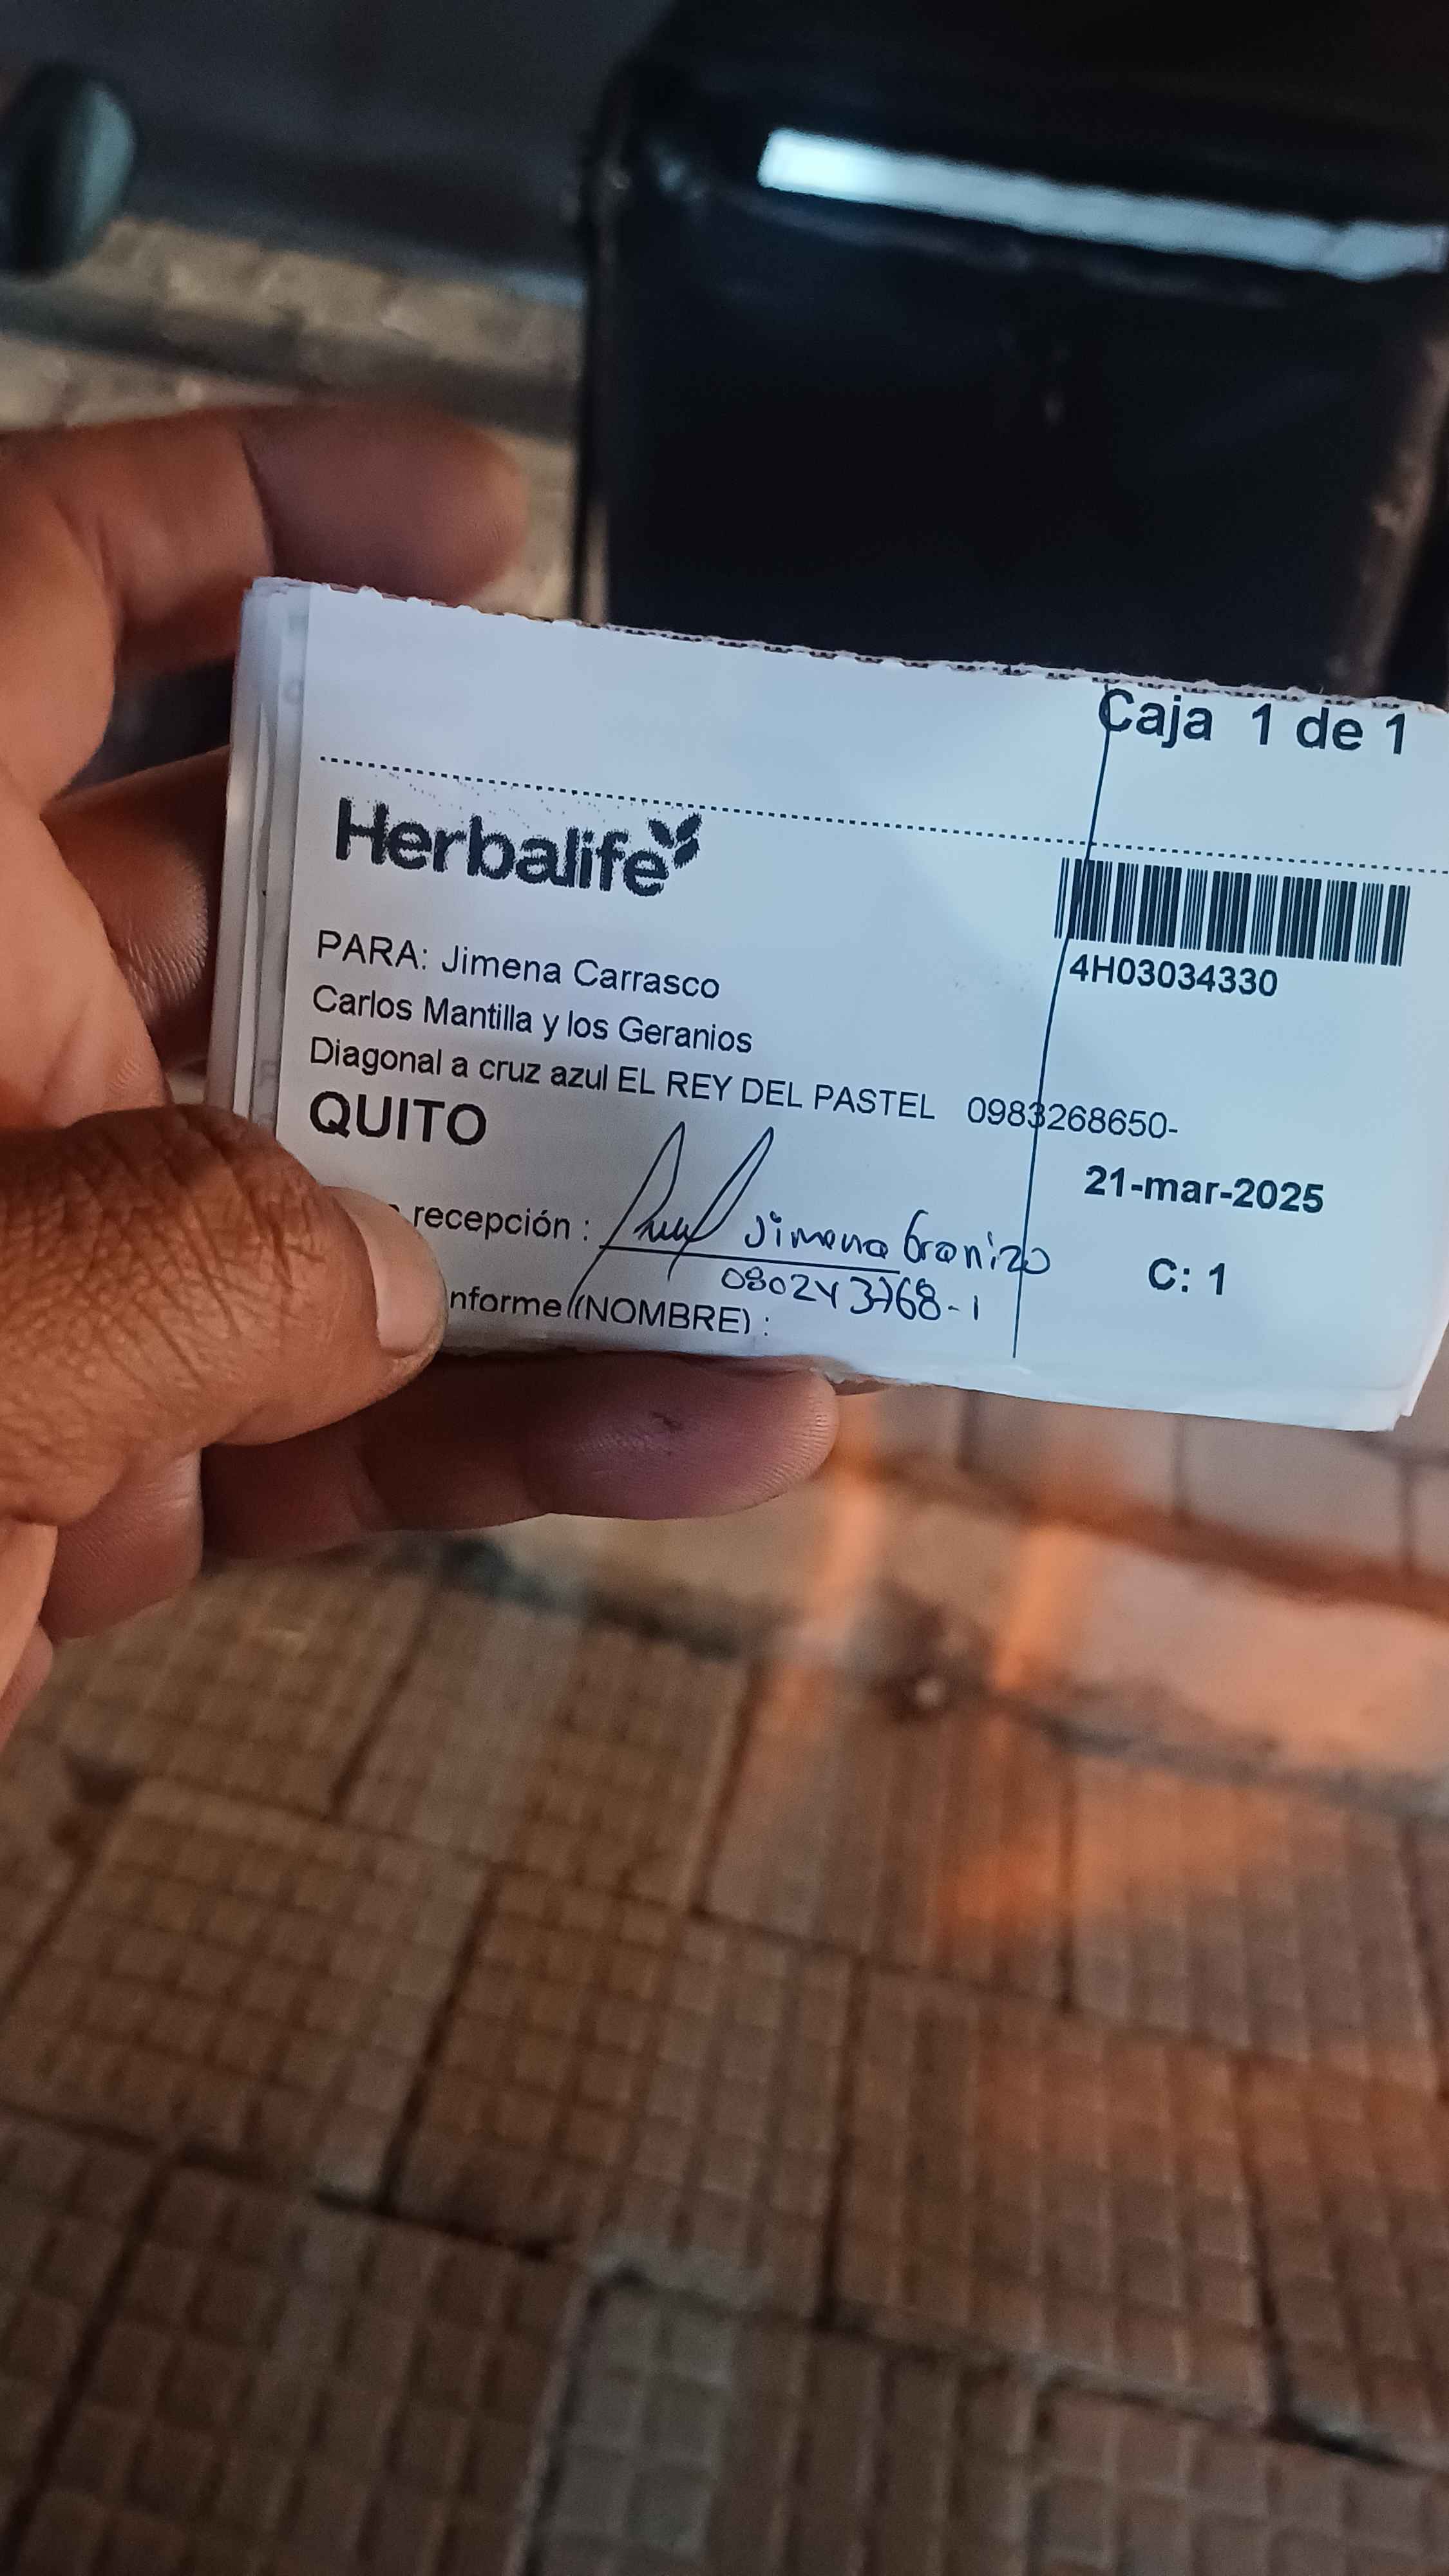 Caja 1 de 1
Herbalife
4H03034330
PARA: Jimena Carrasco
Carlos Mantilla y los Geranios
Diagonal a cruz azul EL REY DEL PASTEL 0983268650-
QUITO
21-mar-2025
recepción : Jimena Granizo
080243768-1
C: 1
nforme (NOMBRE) :